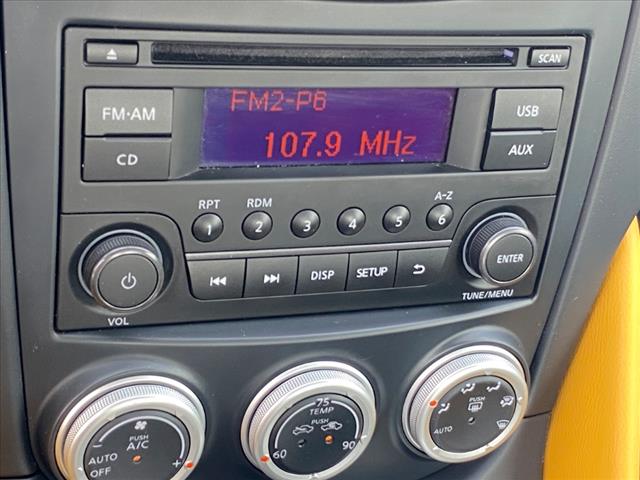 SCAN
FM2-P6
107.9 MHz
FM·AM
CD
USB
AUX
RPT RDM A-Z
1 2 3 4 5 6
DISP SETUP
ENTER
VOL
TUNE/MENU
PUSH
A/C
AUTO
OFF
+
75
TEMP
PUSH
60 90
PUSH
AUTO